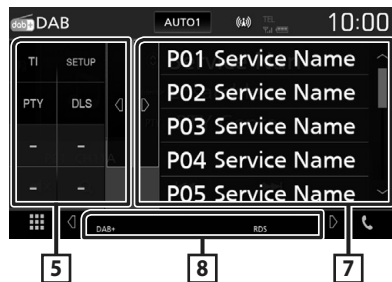 dab+ DAB AUTO1 TEL 10:00
TI SETUP P01 Service Name
PTY DLS P02 Service Name
- - P03 Service Name
- - P04 Service Name
P05 Service Name
DAB+ RDS
5 8 7